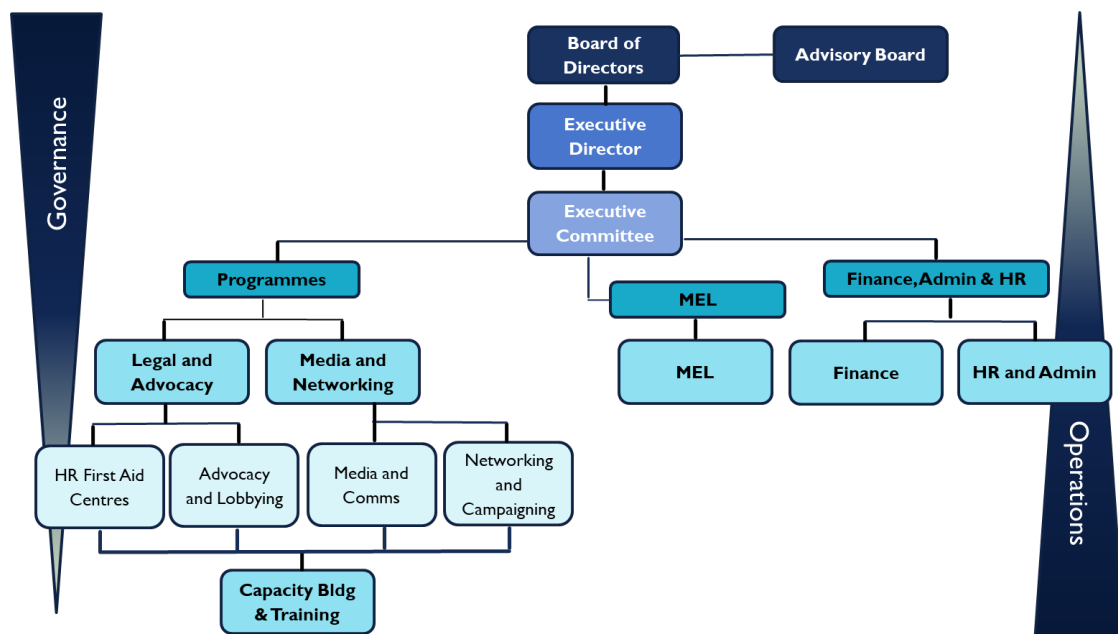 Governance
Board of
Directors
Advisory Board
Executive
Director
Executive
Committee
Programmes
MEL
Finance, Admin & HR
Legal and
Advocacy
Media and
Networking
MEL
Finance
HR and Admin
HR First Aid
Centres
Advocacy
and Lobbying
Media and
Comms
Networking
and
Campaigning
Capacity Bldg
& Training
Operations